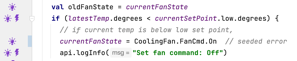 val oldFanState = currentFanState
if (latestTemp.degrees < currentSetPoint.low.degrees) {
// if current temp is below low set point,
currentFanState = CoolingFan.FanCmd.On // seeded error
api.logInfo( msg = "Set fan command: Off")